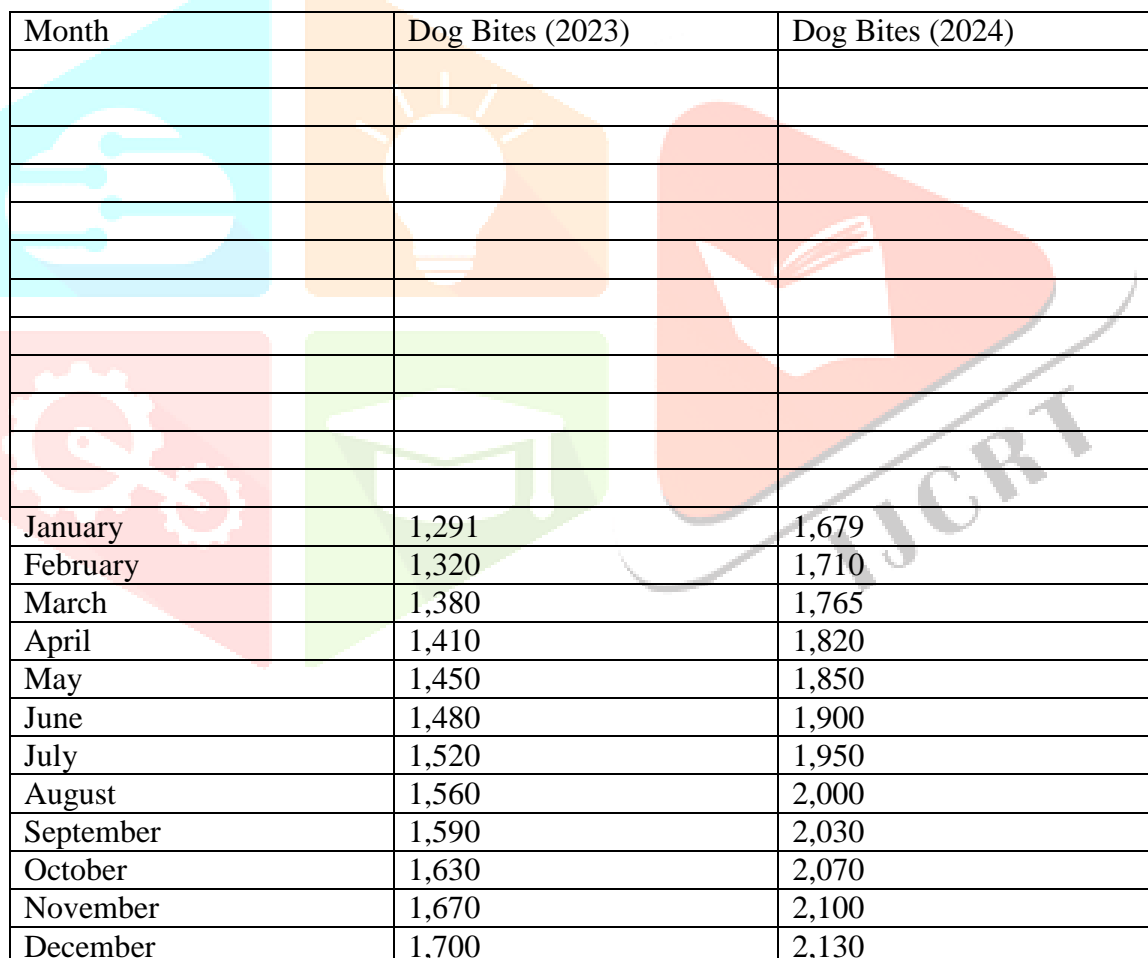 Month Dog Bites (2023) Dog Bites (2024)
January 1,291 1,679
February 1,320 1,710
March 1,380 1,765
April 1,410 1,820
May 1,450 1,850
June 1,480 1,900
July 1,520 1,950
August 1,560 2,000
September 1,590 2,030
October 1,630 2,070
November 1,670 2,100
December 1,700 2,130
IJCRT